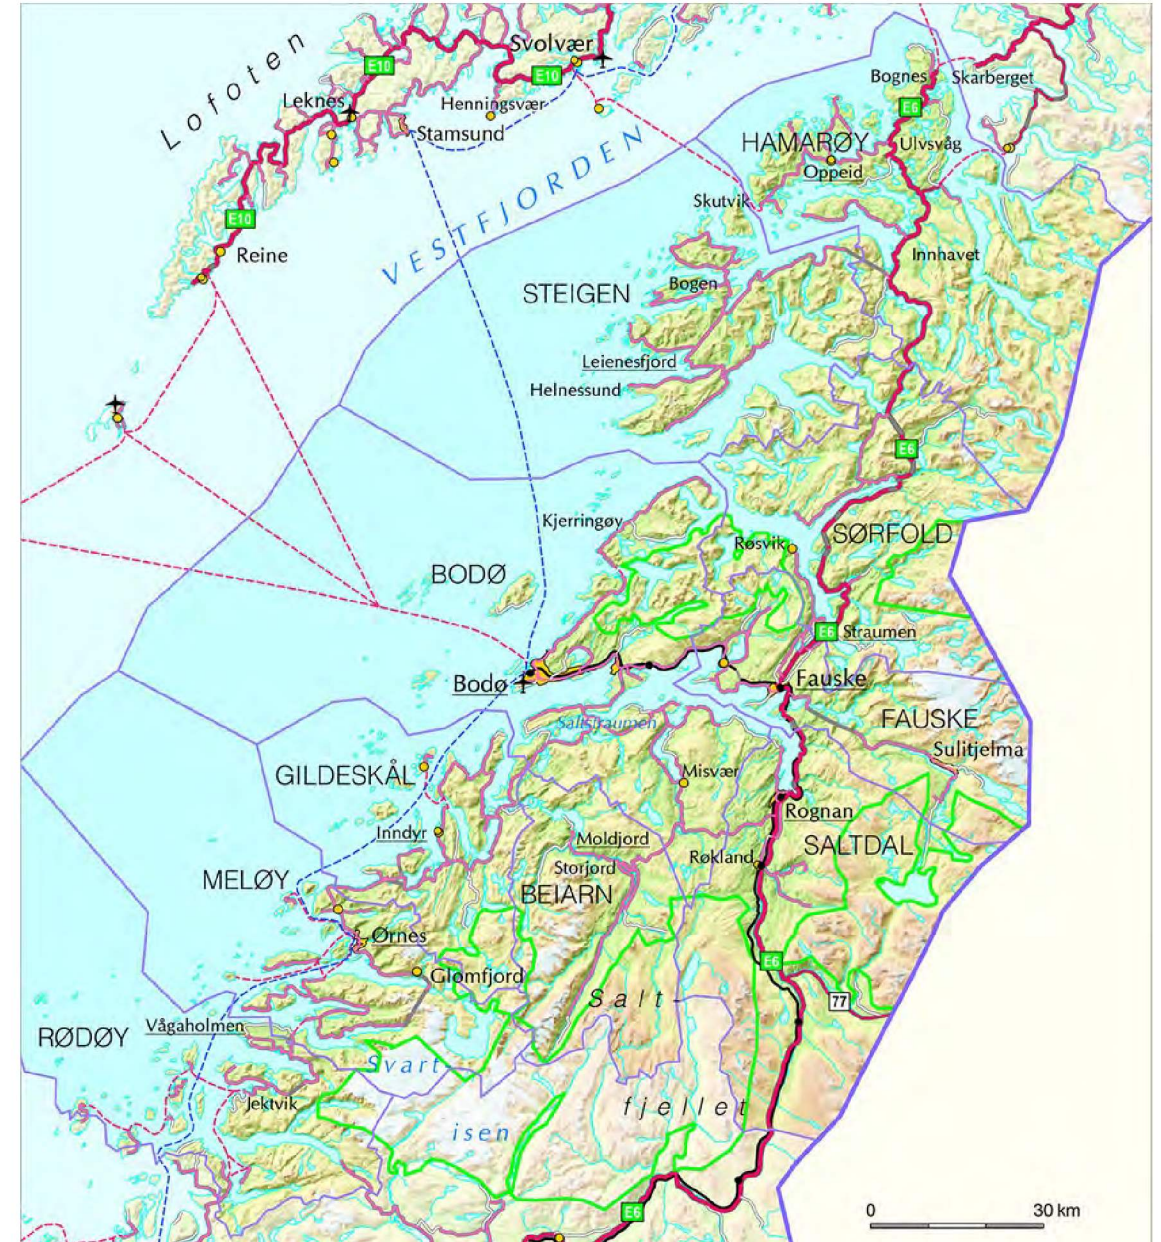 Svolvær
Lofoten
E10
E10
Bognes
Skarberget
Leknes
Henningsvær
E6
Stamsund
HAMARØY
Ulvsvåg
VESTFJORDEN
Oppeid
Skutvik
E10
Reine
Innhavet
Bogen
STEIGEN
Leienesfjord
Helnessund
E6
Kjerringøy
SØRFOLD
Røsvik
BODØ
E6
Straumen
Bodø
Fauske
FAUSKE
Saltstraumen
Sulitjelma
GILDESKÅL
Misvær
Rognan
Inndyr
Moldjord
SALTDAL
Røkland
Storjord
MELØY
BEIARN
Ørnes
E6
Glomfjord
Salt-
77
Vågaholmen
RØDØY
Svart-
fjellet
Jektvik
isen
E6
0
30 km